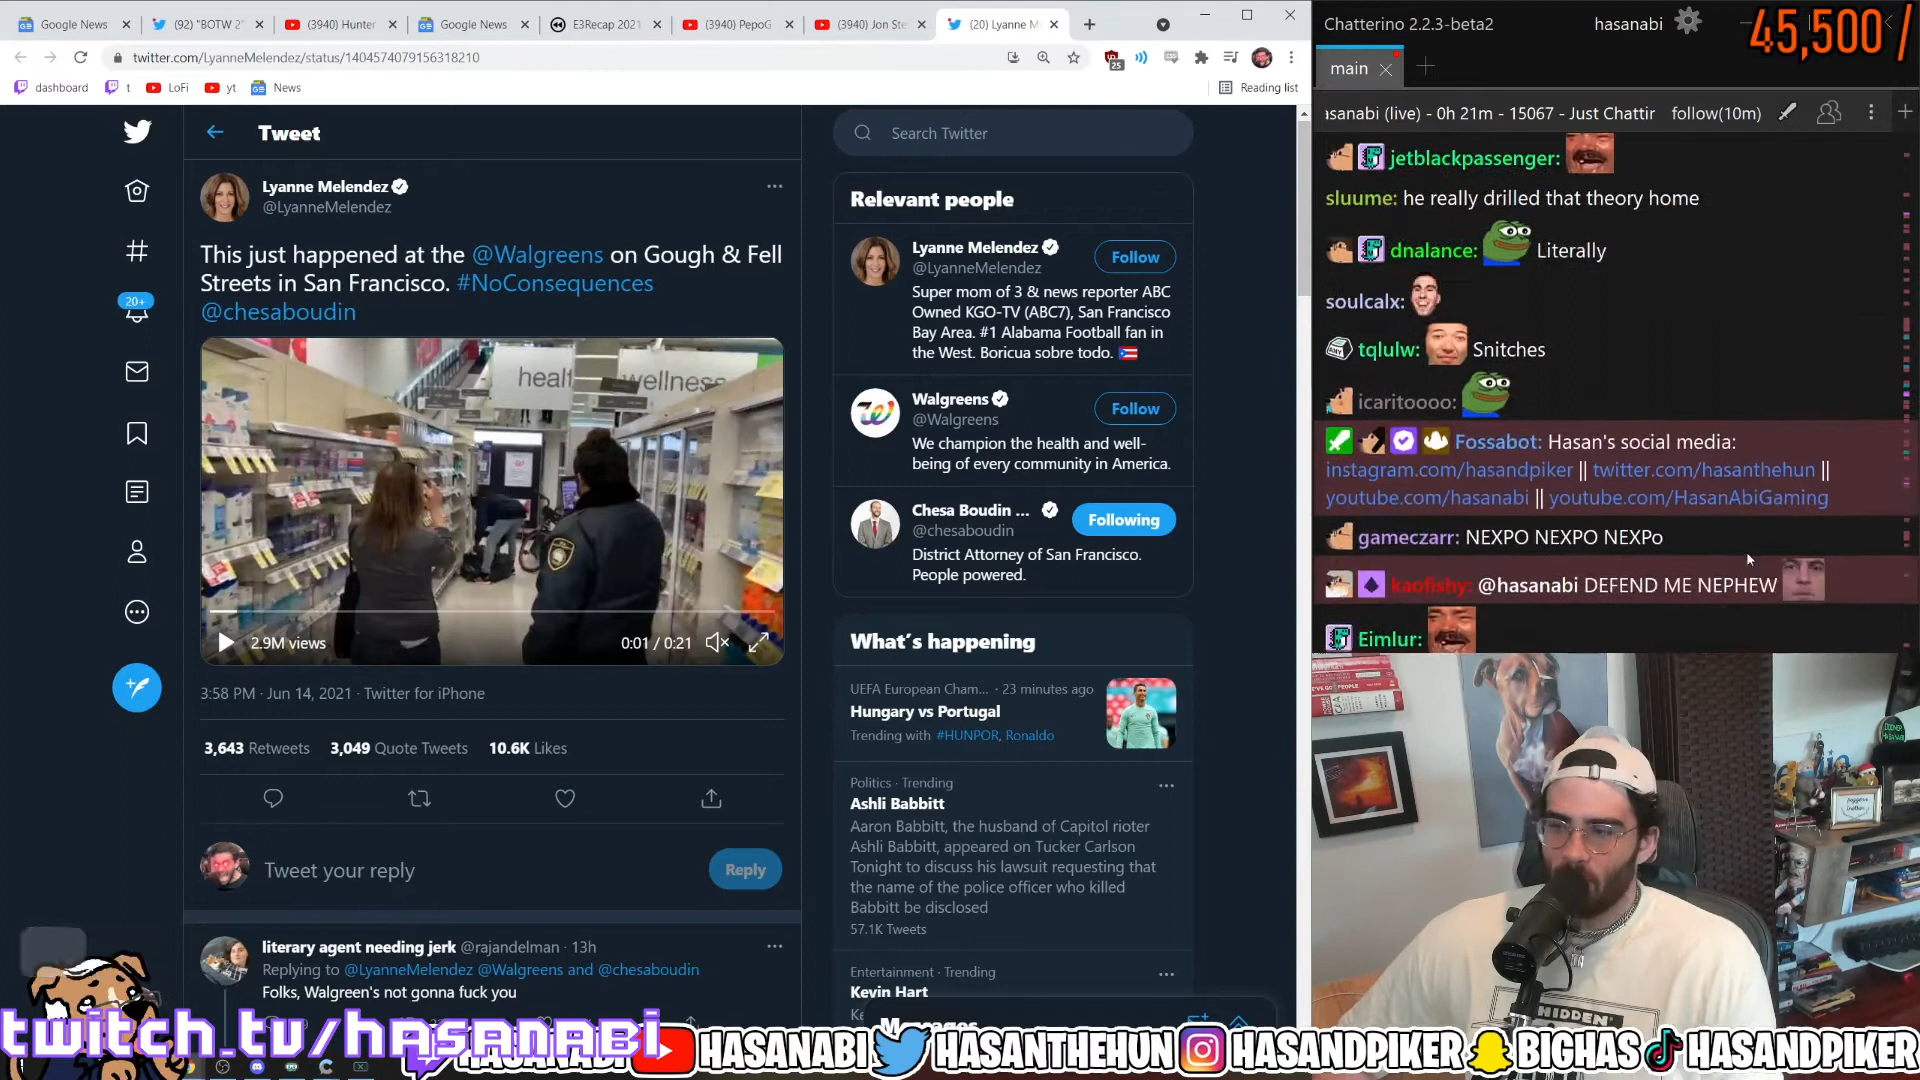 Google News
(92) "BOTW 2"
(3940) Hunter
Google News
E3Recap 2021
(3940) PepoG
(3940) Jon Ste
(20) Lyanne M
twitter.com/LyanneMelendez/status/1404574079156318210
25
dashboard
t
LoFi
yt
News
Reading list
Tweet
Lyanne Melendez
@LyanneMelendez
This just happened at the @Walgreens on Gough & Fell
Streets in San Francisco. #NoConsequences
@chesaboudin
health
wellness
2.9M views
0:01 / 0:21
3:58 PM · Jun 14, 2021 · Twitter for iPhone
3,643 Retweets 3,049 Quote Tweets 10.6K Likes
Tweet your reply
Reply
literary agent needing jerk @rajandelman · 13h
Replying to @LyanneMelendez @Walgreens and @chesaboudin
Folks, Walgreen's not gonna fuck you
20+
Search Twitter
Relevant people
Lyanne Melendez
@LyanneMelendez
Follow
Super mom of 3 & news reporter ABC
Owned KGO-TV (ABC7), San Francisco
Bay Area. #1 Alabama Football fan in
the West. Boricua sobre todo.
Walgreens
@Walgreens
Follow
We champion the health and well-
being of every community in America.
Chesa Boudin ...
@chesaboudin
Following
District Attorney of San Francisco.
People powered.
What's happening
UEFA European Cham... · 23 minutes ago
Hungary vs Portugal
Trending with #HUNPOR, Ronaldo
Politics · Trending
Ashli Babbitt
Aaron Babbitt, the husband of Capitol rioter
Ashli Babbitt, appeared on Tucker Carlson
Tonight to discuss his lawsuit requesting that
the name of the police officer who killed
Babbitt be disclosed
57.1K Tweets
Entertainment · Trending
Kevin Hart
Messages
Chatterino 2.2.3-beta2
hasanabi
45,500 /
main
asanabi (live) - 0h 21m - 15067 - Just Chattir
follow(10m)
jetblackpassenger:
sluume: he really drilled that theory home
dnalance: Literally
soulcalx:
tqlulw: Snitches
icaritoooo:
Fossabot: Hasan's social media:
instagram.com/hasandpiker || twitter.com/hasanthehun ||
youtube.com/hasanabi || youtube.com/HasanAbiGaming
gameczarr: NEXPO NEXPO NEXPo
kaofishy: @hasanabi DEFEND ME NEPHEW
Eimlur:
HIDDEN
twitch.tv/hasanabi
HASANABI
HASANTHEHUN
HASANDPIKER
BIGHAS
HASANDPIKER